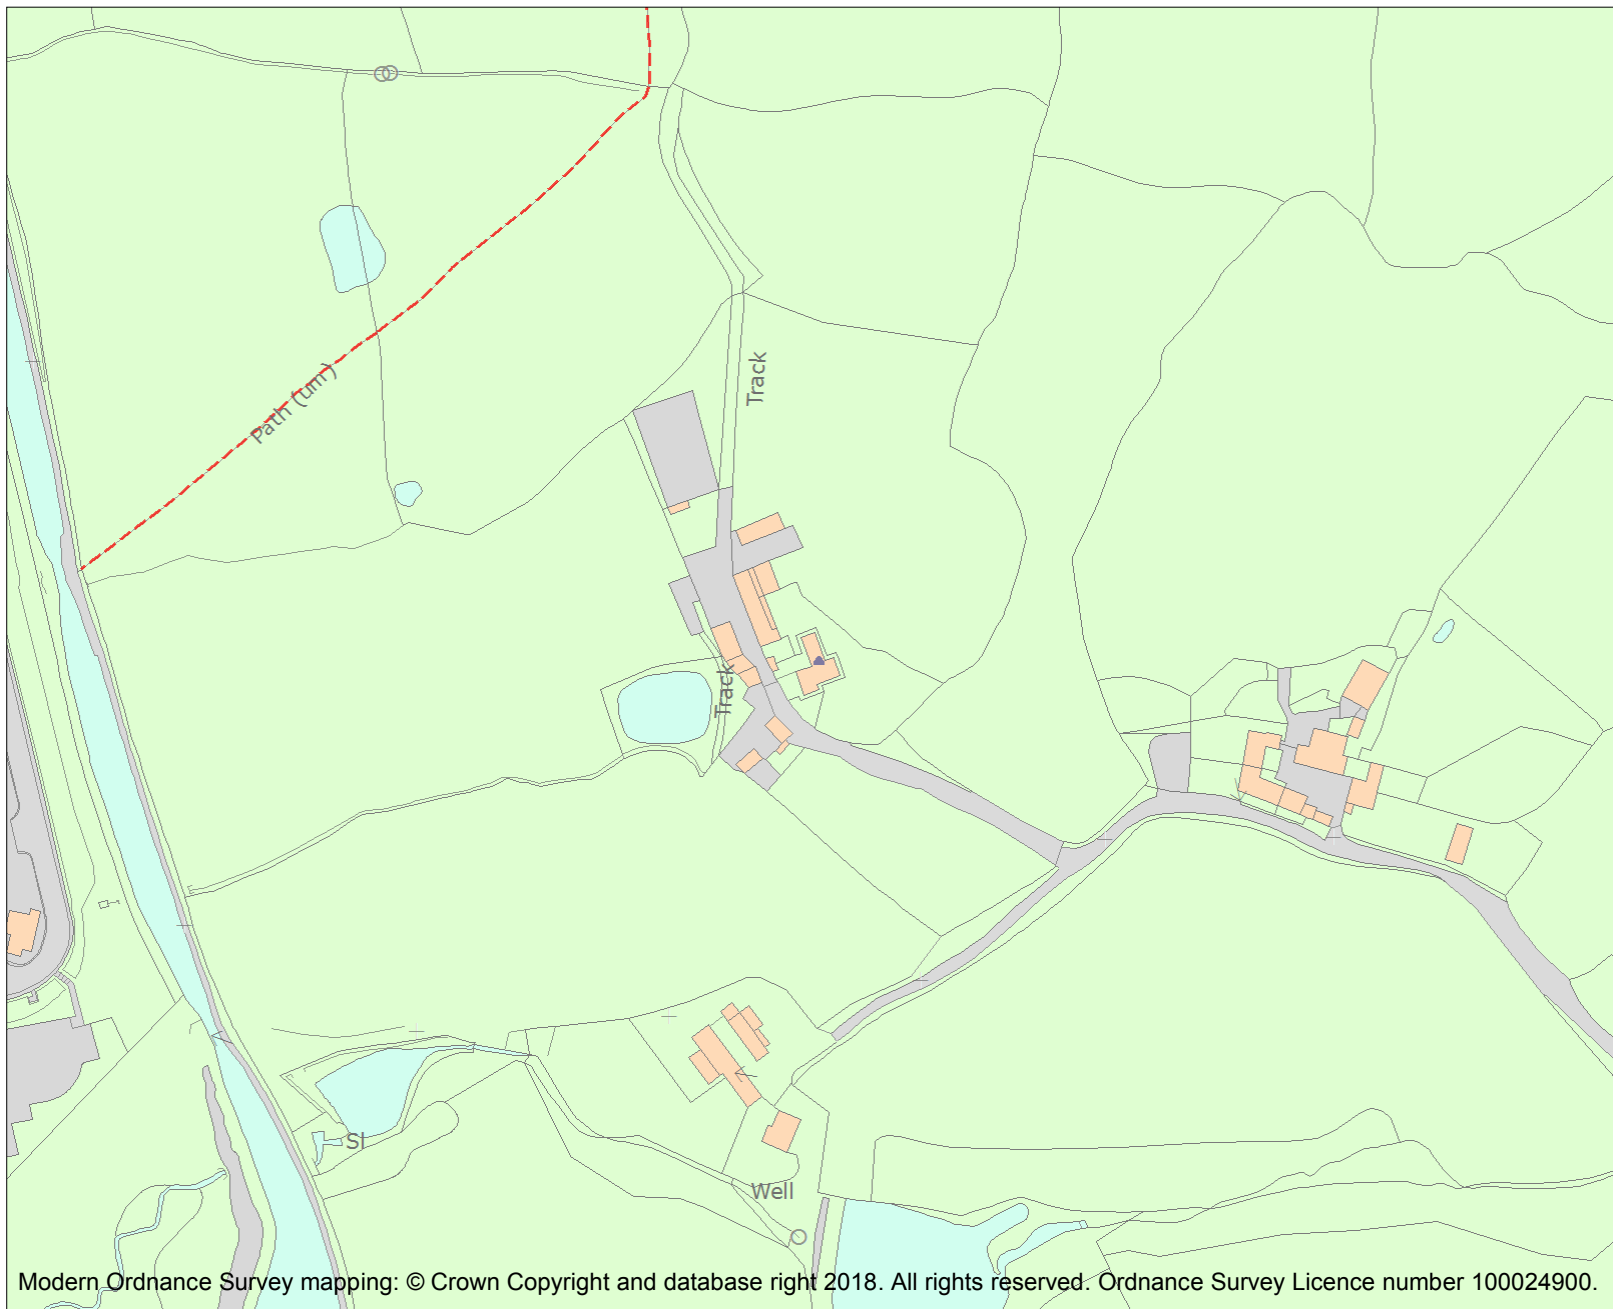 Path (um)
Track
Track
Sl
Well
Modern Ordnance Survey mapping: © Crown Copyright and database right 2018. All rights reserved. Ordnance Survey Licence number 100024900.